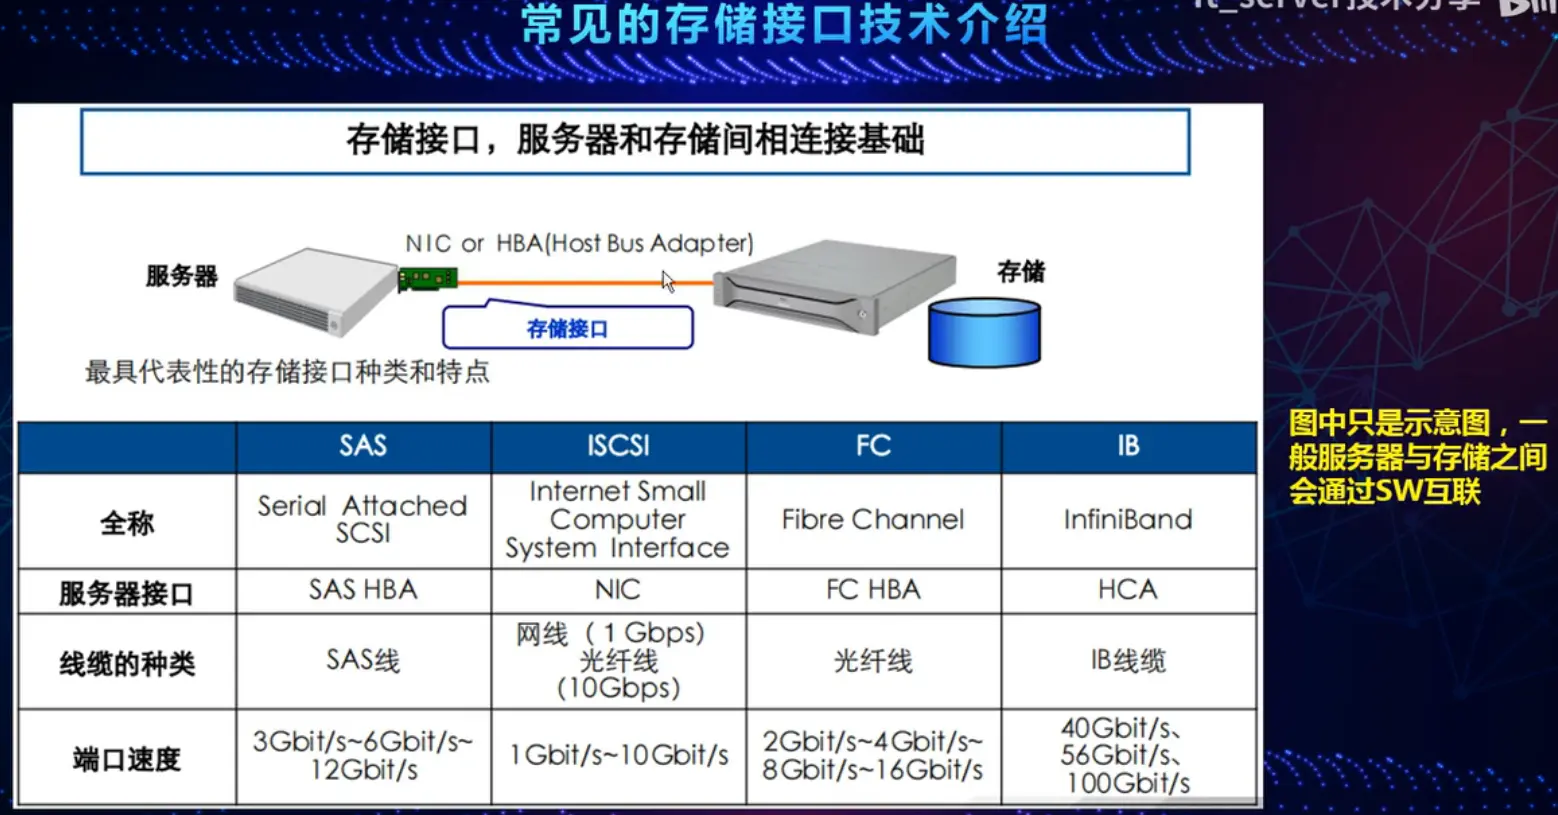 常见的存储接口技术介绍
存储接口，服务器和存储间相连接基础
NIC or HBA(Host Bus Adapter)
服务器
存储
存储接口
最具代表性的存储接口种类和特点
图中只是示意图，一
般服务器与存储之间
会通过SW互联
SAS
ISCSI
FC
IB
全称
Serial Attached
SCSI
Internet Small
Computer
System Interface
Fibre Channel
InfiniBand
服务器接口
SAS HBA
NIC
FC HBA
HCA
线缆的种类
SAS线
网线（1Gbps)
光纤线
(10Gbps)
光纤线
IB线缆
端口速度
3Gbit/s~6Gbit/s~
12Gbit/s
1Gbit/s~10Gbit/s
2Gbit/s~4Gbit/s~
8Gbit/s~16Gbit/s
40Gbit/s、
56Gbit/s、
100Gbit/s